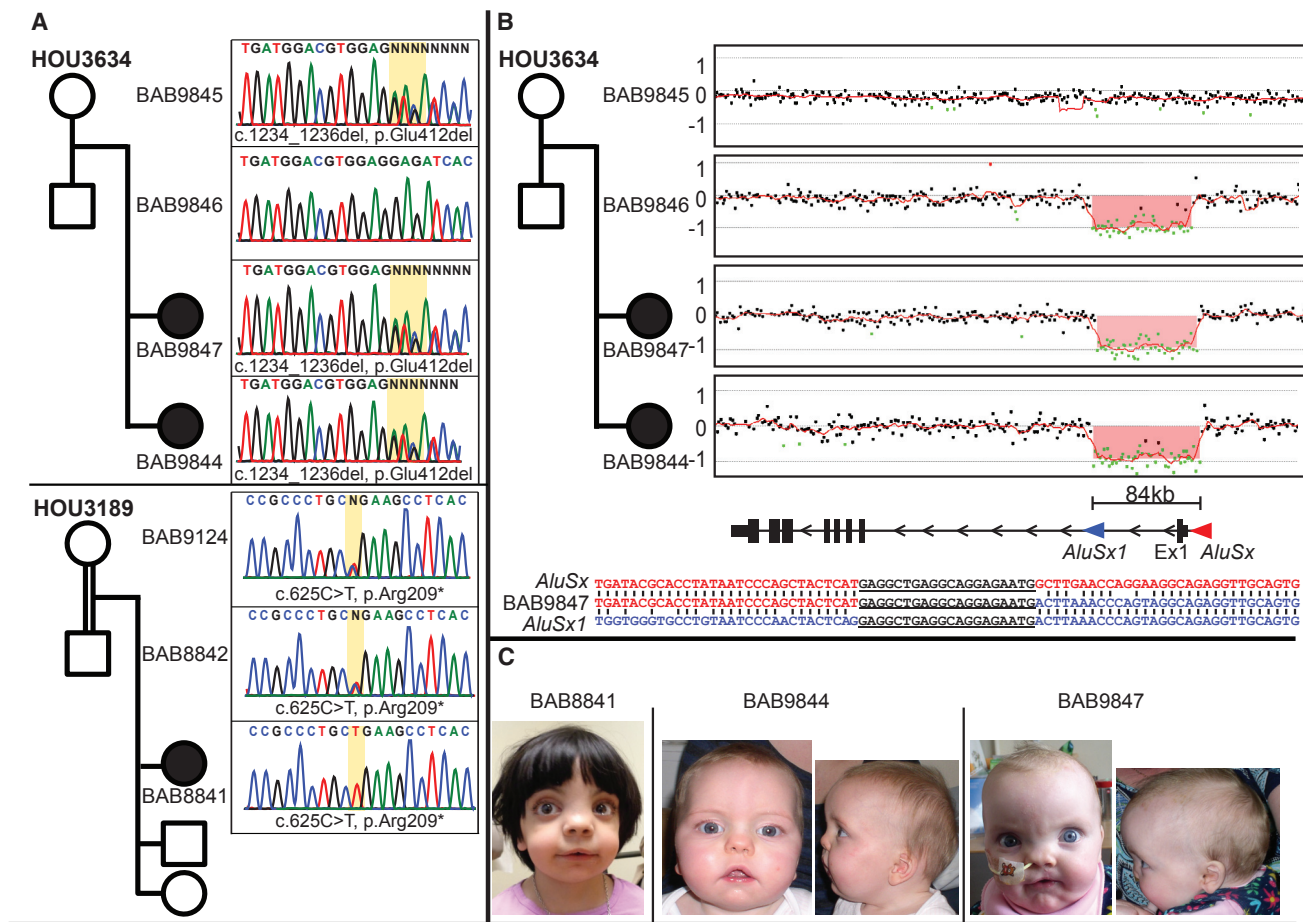 A
HOU3634
BAB9845
TGATGGACGTGGAGNNNNNNNN
c.1234_1236del, p.Glu412del
BAB9846
TGATGGACGTGGAGGAGATCAC
BAB9847
TGATGGACGTGGAGNNNNNNNN
c.1234_1236del, p.Glu412del
BAB9844
TGATGGACGTGGAGNNNNNNN
c.1234_1236del, p.Glu412del
HOU3189
BAB9124
CCGCCCTGCNGAAGCCTCAC
c.625C>T, p.Arg209*
BAB8842
CCGCCCTGCNGAAGCCTCAC
c.625C>T, p.Arg209*
BAB8841
CCGCCCTGCTGAAGCCTCAC
c.625C>T, p.Arg209*
B
HOU3634
BAB9845
1
0
-1
BAB9846
1
0
-1
BAB9847
1
0
-1
BAB9844
1
0
-1
84kb
AluSx1 Ex1 AluSx
AluSx TGATACGCACCTATAATCCCAGCTACTCATGAGGCTGAGGCAGGAGAATGGCTTGAACCAGGAAGGCAGAGGTTGCAGTG
BAB9847 TGATACGCACCTATAATCCCAGCTACTCATGAGGCTGAGGCAGGAGAATGACTTAAACCCAGTAGGCAGAGGTTGCAGTG
AluSx1 TGGTGGGTGCCTGTAATCCCAACTACTCAGGAGGCTGAGGCAGGAGAATGACTTAAACCCAGTAGGCAGAGGTTGCAGTG
C
BAB8841 BAB9844 BAB9847